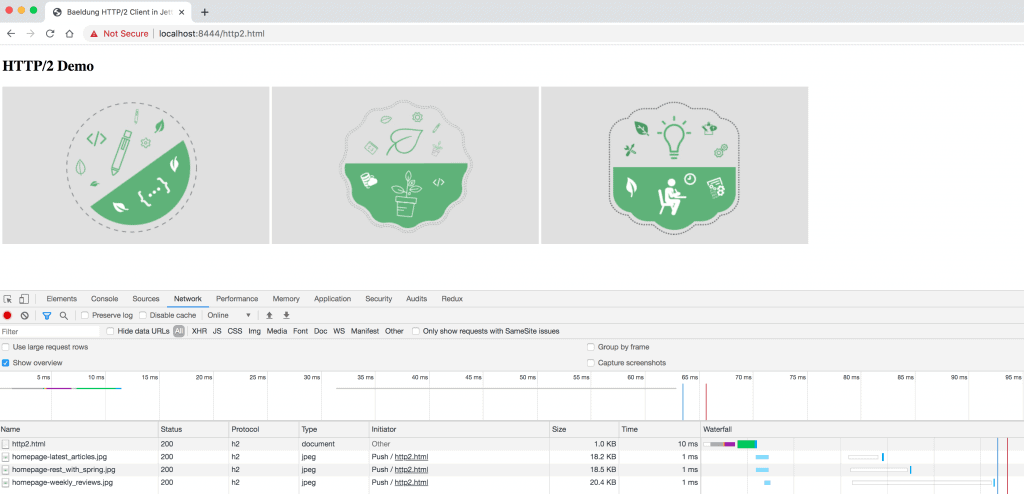 Baeldung HTTP/2 Client in Jett
Not Secure | localhost:8444/http2.html
HTTP/2 Demo
</> {...} </>
Elements Console Sources Network Performance Memory Application Security Audits Redux
Preserve log Disable cache Online
Filter Hide data URLs All XHR JS CSS Img Media Font Doc WS Manifest Other Only show requests with SameSite issues
Use large request rows Group by frame
Show overview Capture screenshots
5 ms 10 ms 15 ms 20 ms 25 ms 30 ms 35 ms 40 ms 45 ms 50 ms 55 ms 60 ms 65 ms 70 ms 75 ms 80 ms 85 ms 90 ms 95 ms
Name Status Protocol Type Initiator Size Time Waterfall
http2.html 200 h2 document Other 1.0 KB 10 ms
homepage-latest_articles.jpg 200 h2 jpeg Push / http2.html 18.2 KB 1 ms
homepage-rest_with_spring.jpg 200 h2 jpeg Push / http2.html 18.5 KB 1 ms
homepage-weekly_reviews.jpg 200 h2 jpeg Push / http2.html 20.4 KB 1 ms